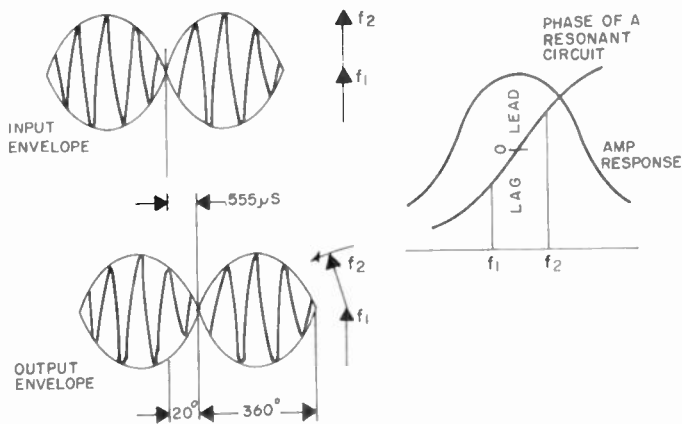 f2
f1
INPUT
ENVELOPE
555µS
f2
f1
OUTPUT
ENVELOPE
20°
360°
PHASE OF A
RESONANT
CIRCUIT
LEAD
O
LAG
AMP
RESPONSE
f1
f2